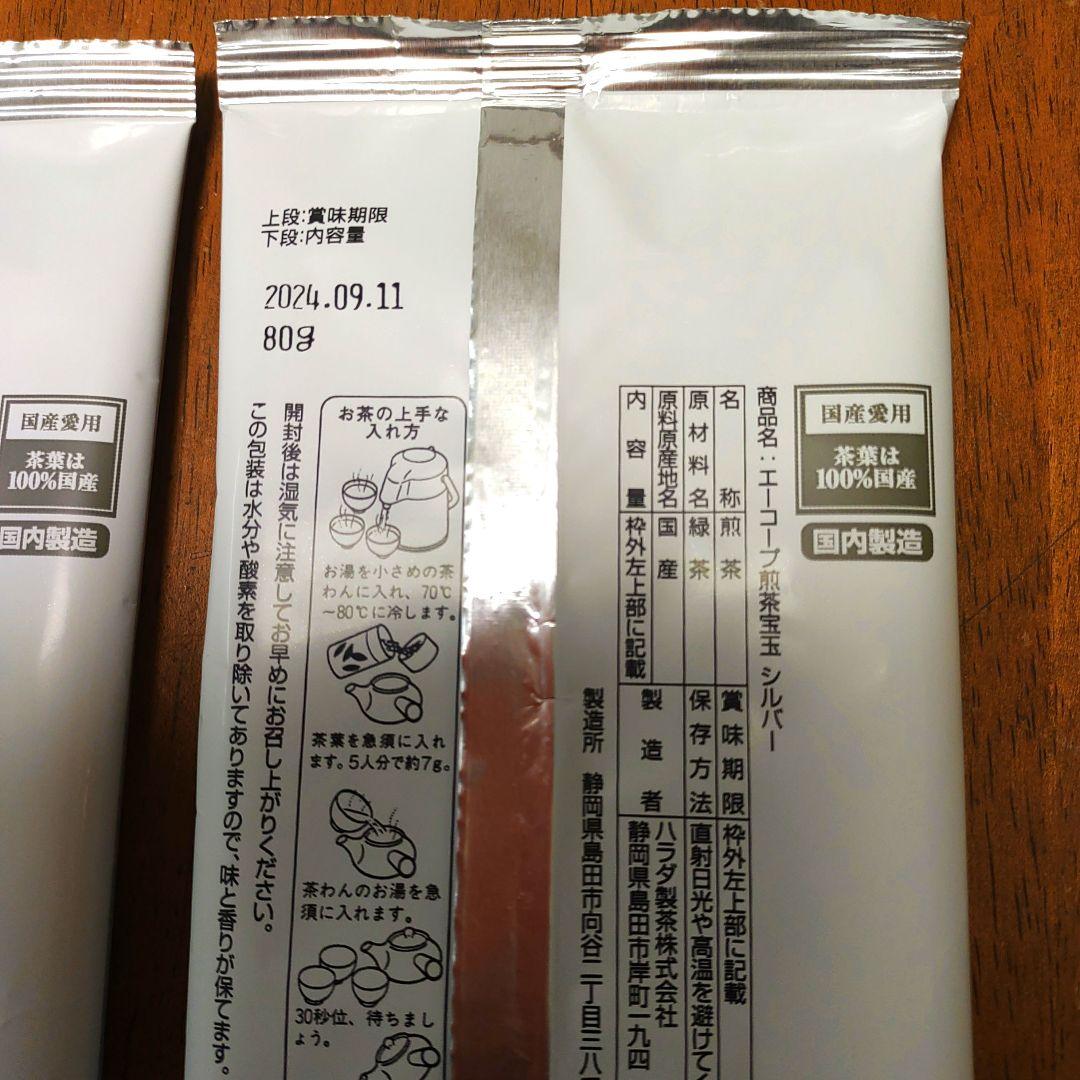 国産愛用
茶葉は
100%国産
国内製造
上段:賞味期限
下段:内容量
2024.09.11
80g
お茶の上手な
入れ方
お湯を小さめの茶
わんに入れ、70℃
~80℃に冷します。
茶葉を急須に入れ
ます。5人分で約7g。
茶わんのお湯を急
須に入れます。
30秒位、待ちまし
ょう。
開封後は湿気に注意してお早めにお召し上がりください。
この包装は水分や酸素を取り除いてありますので、味と香りが保てます。
国産愛用
茶葉は
100%国産
国内製造
商品名:エーコープ煎茶宝玉 シルバー
名称 煎茶
賞味期限 枠外左上部に記載
原材料名 緑茶
保存方法 直射日光や高温を避けてく
原料原産地名 国産
内容量 枠外左上部に記載
製造者 ハラダ製茶株式会社
静岡県島田市岸町一九四
製造所 静岡県島田市向谷二丁目三八